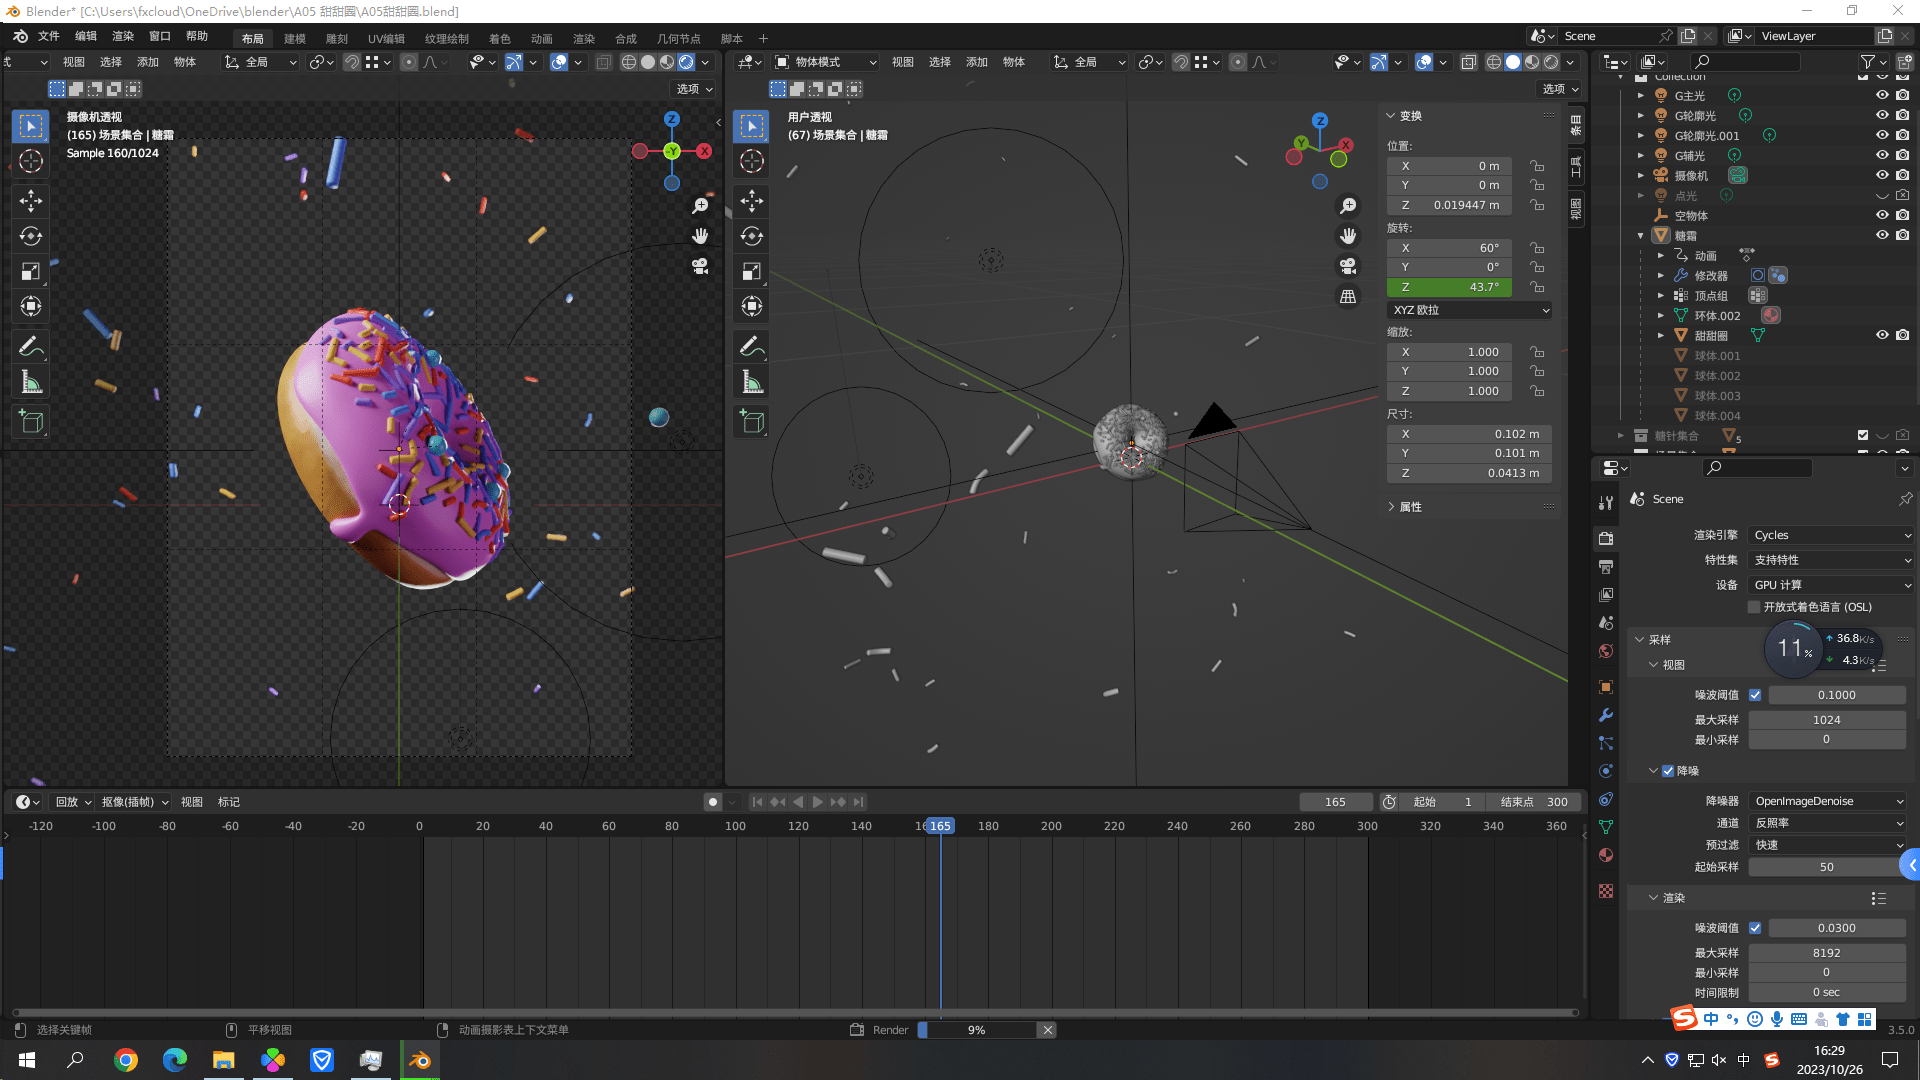 Blender* [C:\Users\fxcloud\OneDrive\blender\A05 甜甜圈\A05甜甜圈.blend]
文件 编辑 渲染 窗口 帮助 布局 建模 雕刻 UV编辑 纹理绘制 着色 动画 渲染 合成 几何节点 脚本 + Scene ViewLayer
式 视图 选择 添加 物体 全局 物体模式 视图 选择 添加 物体 全局
选项 选项
摄像机透视
(165) 场景集合 | 糖霜
Sample 160/1024
Z
-Y
X
用户透视
(67) 场景集合 | 糖霜
Z
Y
X
变换
位置:
X 0 m
Y 0 m
Z 0.019447 m
旋转:
X 60°
Y 0°
Z 43.7°
XYZ 欧拉
缩放:
X 1.000
Y 1.000
Z 1.000
尺寸:
X 0.102 m
Y 0.101 m
Z 0.0413 m
属性
条目
工具
视图
Collection
G主光
G轮廓光
G轮廓光.001
G辅光
摄像机
点光
空物体
糖霜
动画
修改器
顶点组
环体.002
甜甜圈
球体.001
球体.002
球体.003
球体.004
糖针集合 5
Scene
渲染引擎 Cycles
特性集 支持特性
设备 GPU 计算
开放式着色语言 (OSL)
采样
视图
11% 36.8K/s
4.3K/s
噪波阈值 0.1000
最大采样 1024
最小采样 0
降噪
降噪器 OpenImageDenoise
通道 反照率
预过滤 快速
起始采样 50
渲染
噪波阈值 0.0300
最大采样 8192
最小采样 0
时间限制 0 sec
回放 抠像(插帧) 视图 标记 165 起始 1 结束点 300
-120 -100 -80 -60 -40 -20 0 20 40 60 80 100 120 140 165 180 200 220 240 260 280 300 320 340 360
选择关键帧 平移视图 动画摄影表上下文菜单 Render 9% 3.5.0
中
中
16:29
2023/10/26